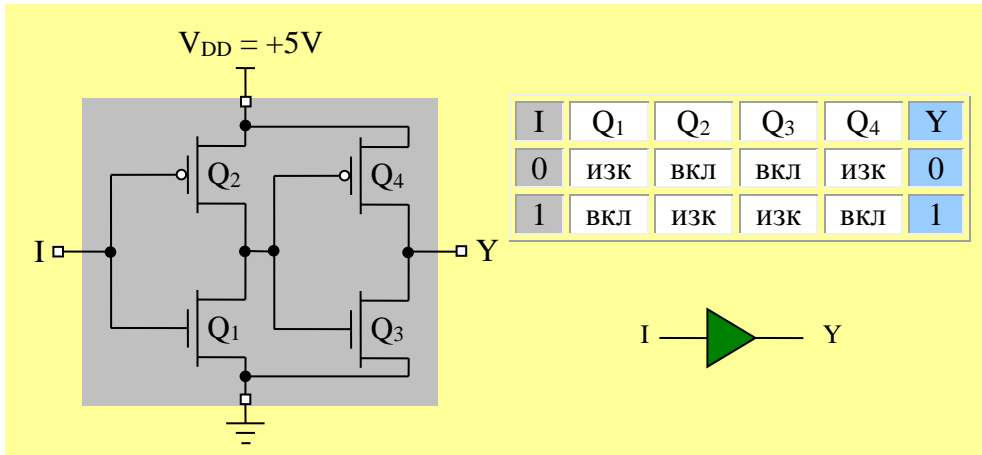 V_DD = +5V
Q₂
Q₄
I
Y
Q₁
Q₃
I Q₁ Q₂ Q₃ Q₄ Y
0 изк вкл вкл изк 0
1 вкл изк изк вкл 1
I Y